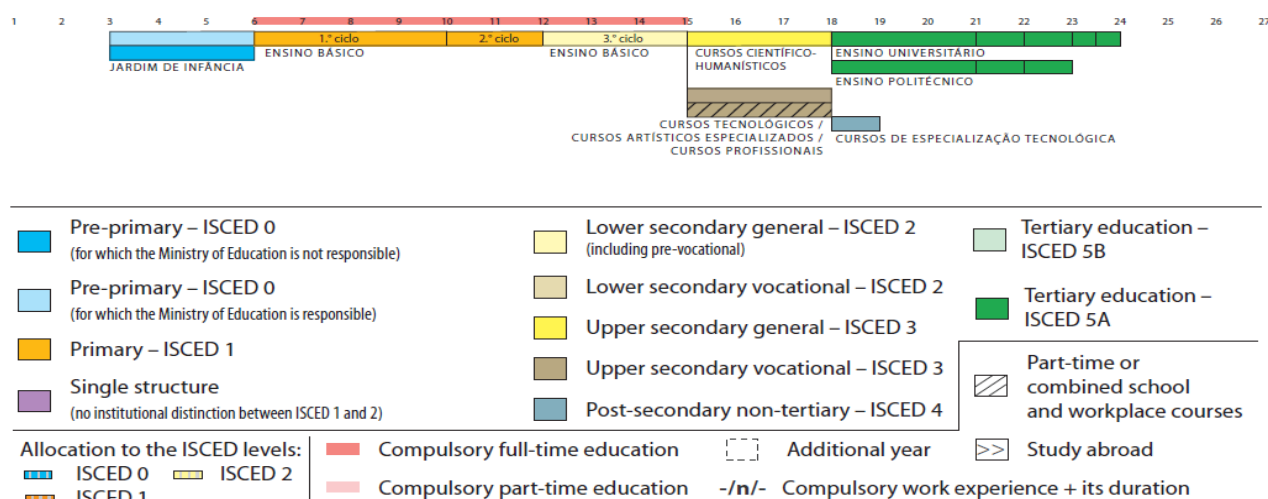 1 2 3 4 5 6 7 8 9 10 11 12 13 14 15 16 17 18 19 20 21 22 23 24 25 26 27
1.º ciclo 2.º ciclo 3.º ciclo
JARDIM DE INFÂNCIA
ENSINO BÁSICO
ENSINO BÁSICO
CURSOS CIENTÍFICO-
HUMANÍSTICOS
ENSINO UNIVERSITÁRIO
ENSINO POLITÉCNICO
CURSOS TECNOLÓGICOS /
CURSOS ARTÍSTICOS ESPECIALIZADOS /
CURSOS PROFISSIONAIS
CURSOS DE ESPECIALIZAÇÃO TECNOLÓGICA
Pre-primary – ISCED 0
(for which the Ministry of Education is not responsible)
Pre-primary – ISCED 0
(for which the Ministry of Education is responsible)
Primary – ISCED 1
Single structure
(no institutional distinction between ISCED 1 and 2)
Lower secondary general – ISCED 2
(including pre-vocational)
Lower secondary vocational – ISCED 2
Upper secondary general – ISCED 3
Upper secondary vocational – ISCED 3
Post-secondary non-tertiary – ISCED 4
Tertiary education –
ISCED 5B
Tertiary education –
ISCED 5A
Part-time or
combined school
and workplace courses
Allocation to the ISCED levels:
ISCED 0 ISCED 2
ISCED 1
Compulsory full-time education
Compulsory part-time education
Additional year
>> Study abroad
-/n/- Compulsory work experience + its duration